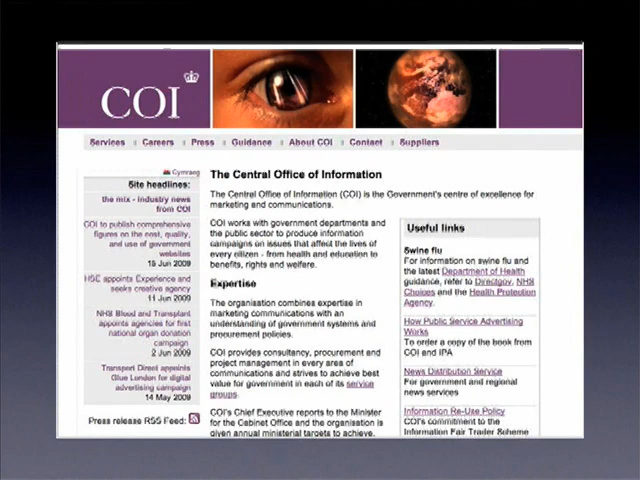 COI
Services
Careers
Press
Guidance
About COI
Contact
Suppliers
Cymraeg
Site headlines:
the mix - industry news
from COI
COI to publish comprehensive
figures on the cost, quality,
and use of government
websites
15 Jun 2009
HSE appoints Experience and
seeks creative agency
11 Jun 2009
NHS Blood and Transplant
appoints agencies for first
national organ donation
campaign
2 Jun 2009
Transport Direct appoints
Glue London for digital
advertising campaign
14 May 2009
Press release RSS Feed:
The Central Office of Information
The Central Office of Information (COI) is the Government's centre of excellence for
marketing and communications.
COI works with government departments and
the public sector to produce information
campaigns on issues that affect the lives of
every citizen - from health and education to
benefits, rights and welfare.
Expertise
The organisation combines expertise in
marketing communications with an
understanding of government systems and
procurement policies.
COI provides consultancy, procurement and
project management in every area of
communications and strives to achieve best
value for government in each of its service
groups.
COI's Chief Executive reports to the Minister
for the Cabinet Office and the organisation is
given annual ministerial targets to achieve.
Useful links
Swine flu
For information on swine flu and
the latest Department of Health
guidance, refer to Directgov, NHS
Choices and the Health Protection
Agency.
How Public Service Advertising
Works
To order a copy of the book from
COI and IPA
News Distribution Service
For government and regional
news services
Information Re-Use Policy
COI's commitment to the
Information Fair Trader Scheme